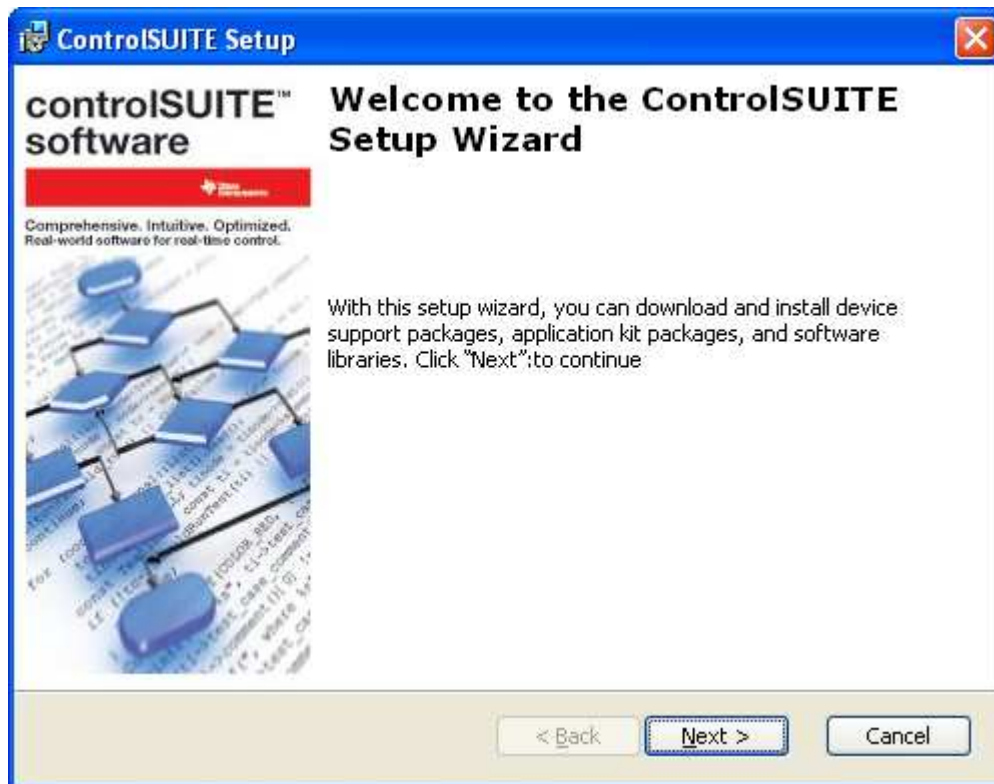 ControlSUITE Setup
controlSUITE™
software
Texas
Instruments
Comprehensive. Intuitive. Optimized.
Real-world software for real-time control.
Welcome to the ControlSUITE
Setup Wizard
With this setup wizard, you can download and install device
support packages, application kit packages, and software
libraries. Click "Next":to continue
< Back
Next >
Cancel